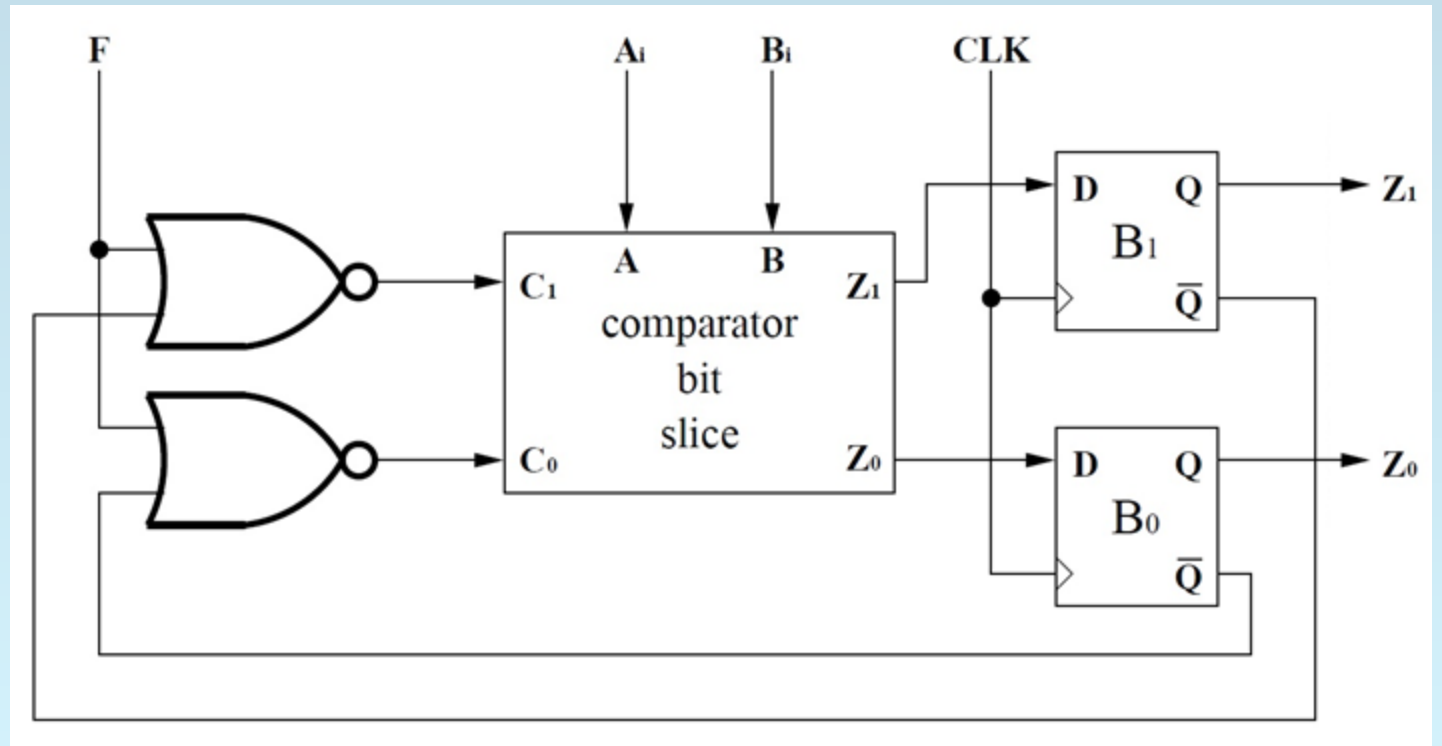 F
Aᵢ
Bᵢ
CLK
A
B
C₁
Z₁
comparator
bit
slice
C₀
Z₀
D
Q
B₁
Q̅
Z₁
D
Q
B₀
Q̅
Z₀